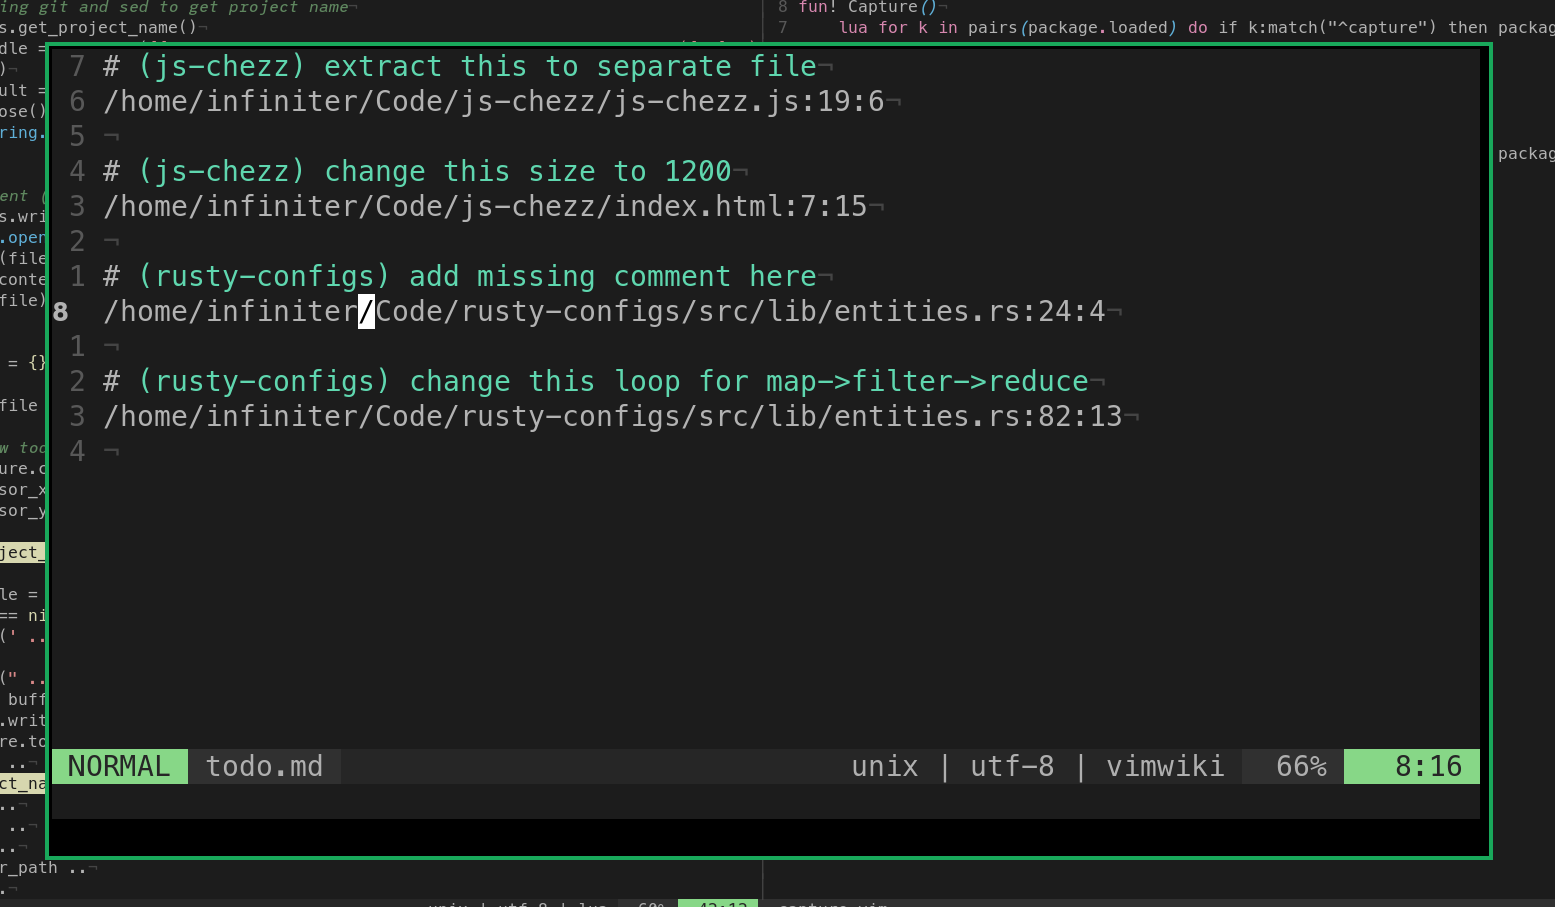 ing git and sed to get project name¬
s.get_project_name()¬
dle =
)¬
ult =
ose()
ring.
ent (
s.wri
.open
(file
conte
file)
= {}
file
w toc
ure.c
sor_x
sor_y
ject_
le =
== ni
(' ..
(" ..
buff
.writ
re.to
..¬
ct_na
..¬
..¬
..¬
r_path ..¬
.¬
8 fun! Capture()¬
7 lua for k in pairs(package.loaded) do if k:match("^capture") then packag
packag
7 # (js-chezz) extract this to separate file¬
6 /home/infiniter/Code/js-chezz/js-chezz.js:19:6¬
5 ¬
4 # (js-chezz) change this size to 1200¬
3 /home/infiniter/Code/js-chezz/index.html:7:15¬
2 ¬
1 # (rusty-configs) add missing comment here¬
8 /home/infiniter/Code/rusty-configs/src/lib/entities.rs:24:4¬
1 ¬
2 # (rusty-configs) change this loop for map->filter->reduce¬
3 /home/infiniter/Code/rusty-configs/src/lib/entities.rs:82:13¬
4 ¬
NORMAL todo.md unix | utf-8 | vimwiki 66% 8:16